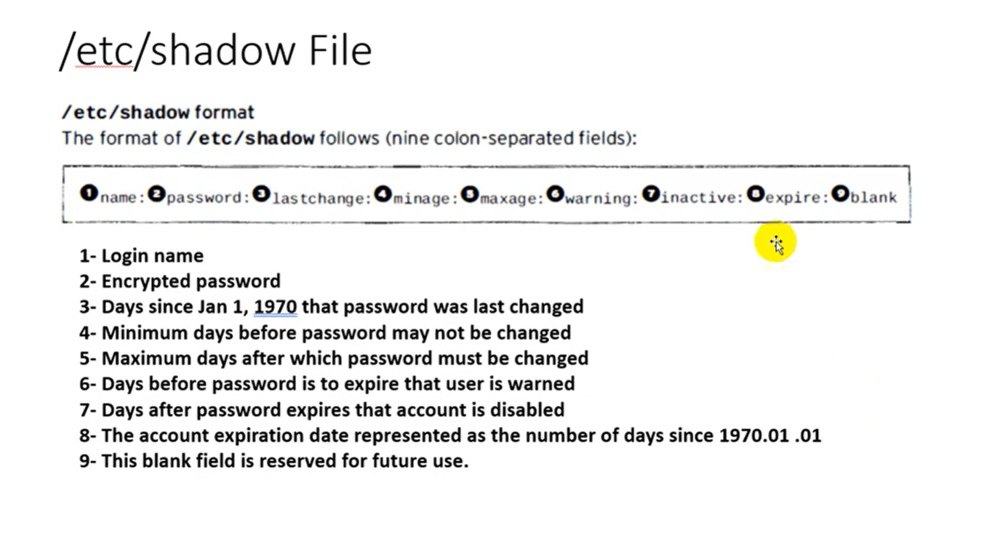 /etc/shadow File
/etc/shadow format
The format of /etc/shadow follows (nine colon-separated fields):
❶name:❷password:❸lastchange:❹minage:❺maxage:❻warning:❼inactive:❽expire:❾blank
1- Login name
2- Encrypted password
3- Days since Jan 1, 1970 that password was last changed
4- Minimum days before password may not be changed
5- Maximum days after which password must be changed
6- Days before password is to expire that user is warned
7- Days after password expires that account is disabled
8- The account expiration date represented as the number of days since 1970.01 .01
9- This blank field is reserved for future use.